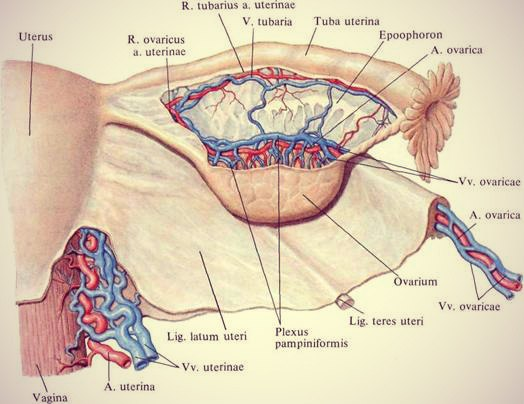 R. tubarius a. uterinae
V. tubaria
Tuba uterina
Uterus
R. ovaricus
a. uterinae
Epoophoron
A. ovarica
Vv. ovaricae
A. ovarica
Ovarium
Vv. ovaricae
Lig. teres uteri
Lig. latum uteri
Plexus
pampiniformis
Vv. uterinae
A. uterina
Vagina